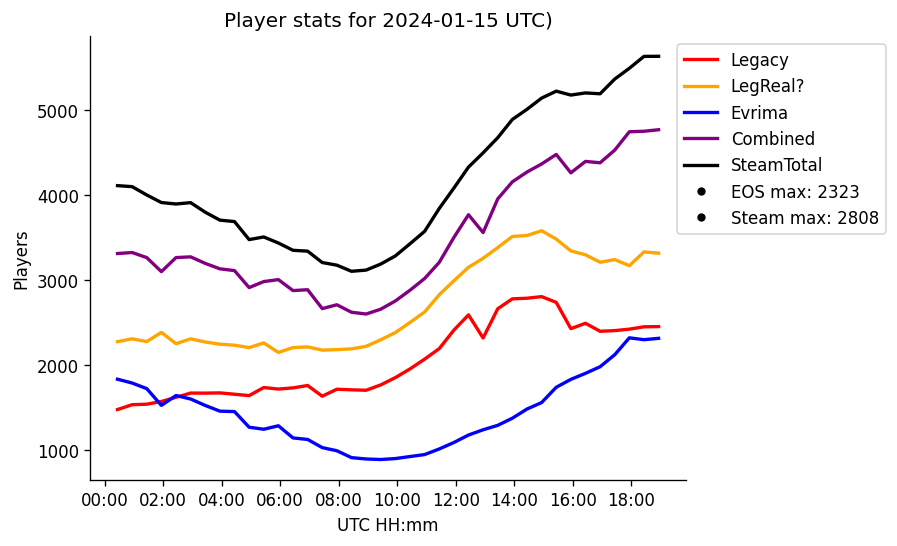 Player stats for 2024-01-15 UTC)
Legacy
LegReal?
Evrima
Combined
SteamTotal
EOS max: 2323
Steam max: 2808
Players
5000
4000
3000
2000
1000
00:00 02:00 04:00 06:00 08:00 10:00 12:00 14:00 16:00 18:00
UTC HH:mm